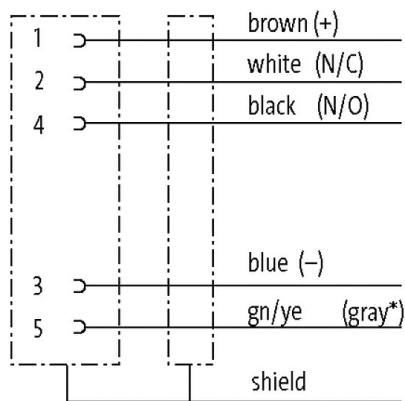 1 brown (+)
2 white (N/C)
4 black (N/O)
3 blue (–)
5 gn/ye (gray*)
shield